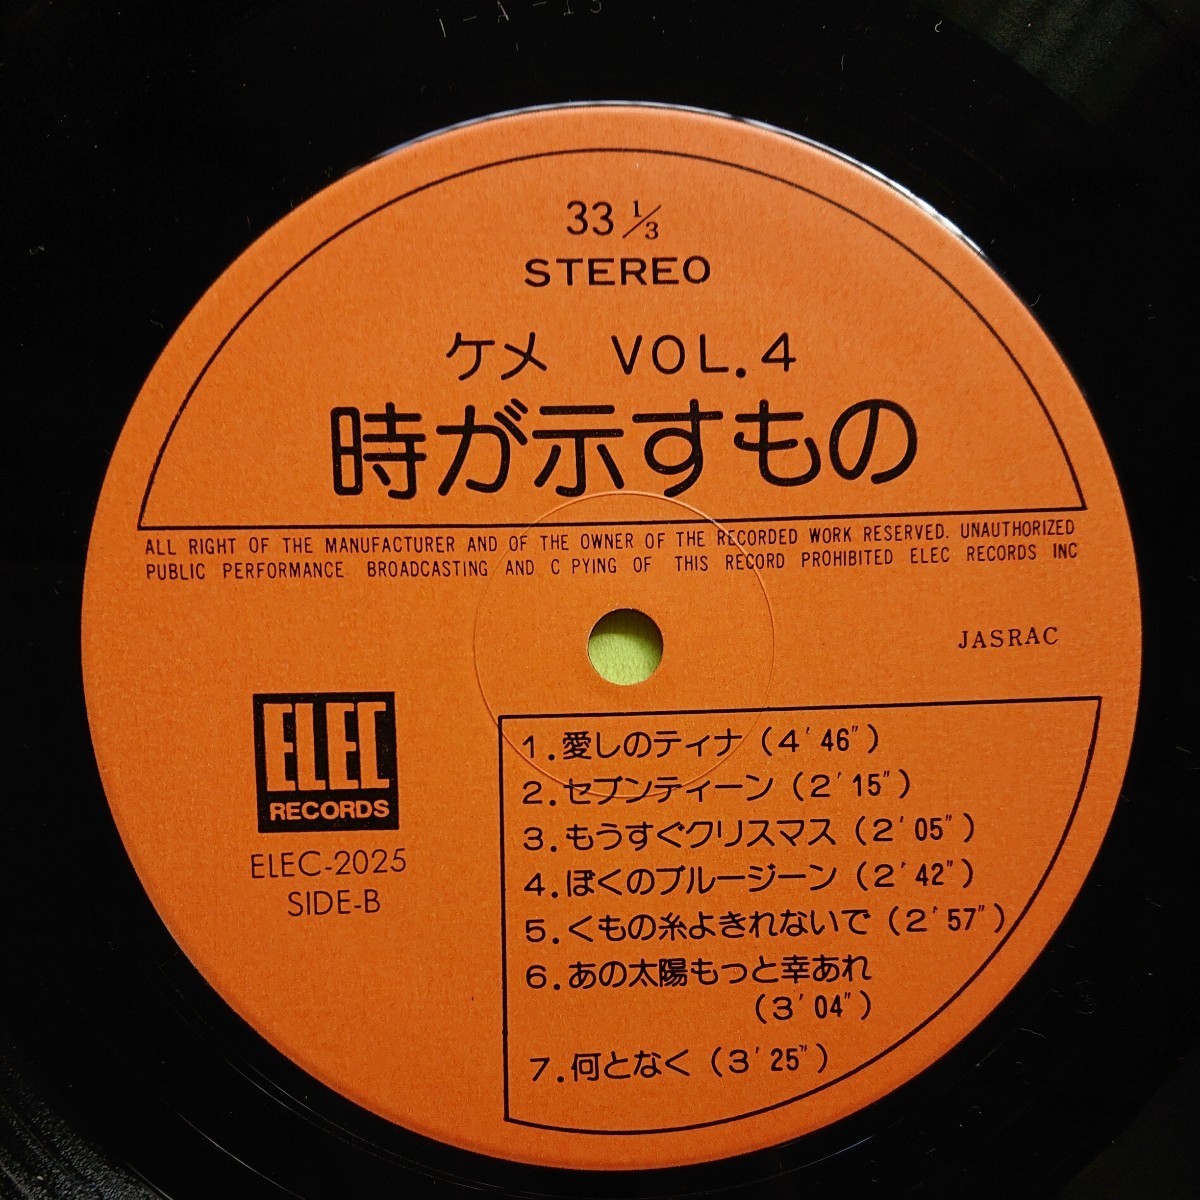 33 1/3
STEREO
ケメ VOL.4
時が示すもの
ALL RIGHT OF THE MANUFACTURER AND OF THE OWNER OF THE RECORDED WORK RESERVED. UNAUTHORIZED
PUBLIC PERFORMANCE BROADCASTING AND C PYING OF THIS RECORD PROHIBITED ELEC RECORDS INC
JASRAC
ELEC
RECORDS
ELEC-2025
SIDE-B
1.愛しのティナ(4'46")
2.セブンティーン(2'15")
3.もうすぐクリスマス(2'05")
4.ぼくのブルージーン(2'42")
5.くもの糸よきれないで(2'57")
6.あの太陽もっと幸あれ
(3'04")
7.何となく(3'25")